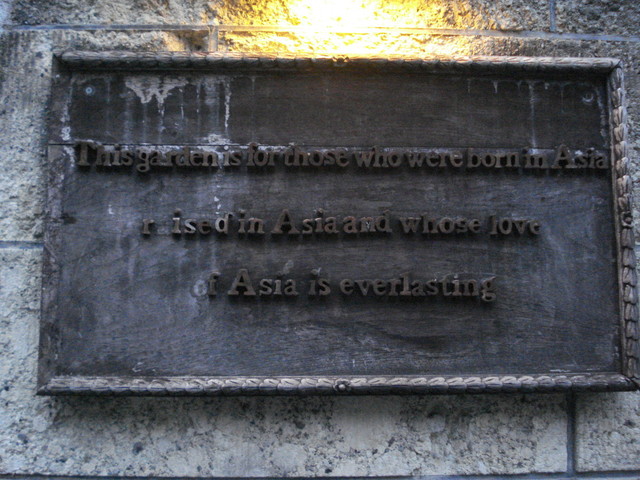 This garden is for those who were born in Asia
r ised in Asia and whose love
of Asia is everlasting